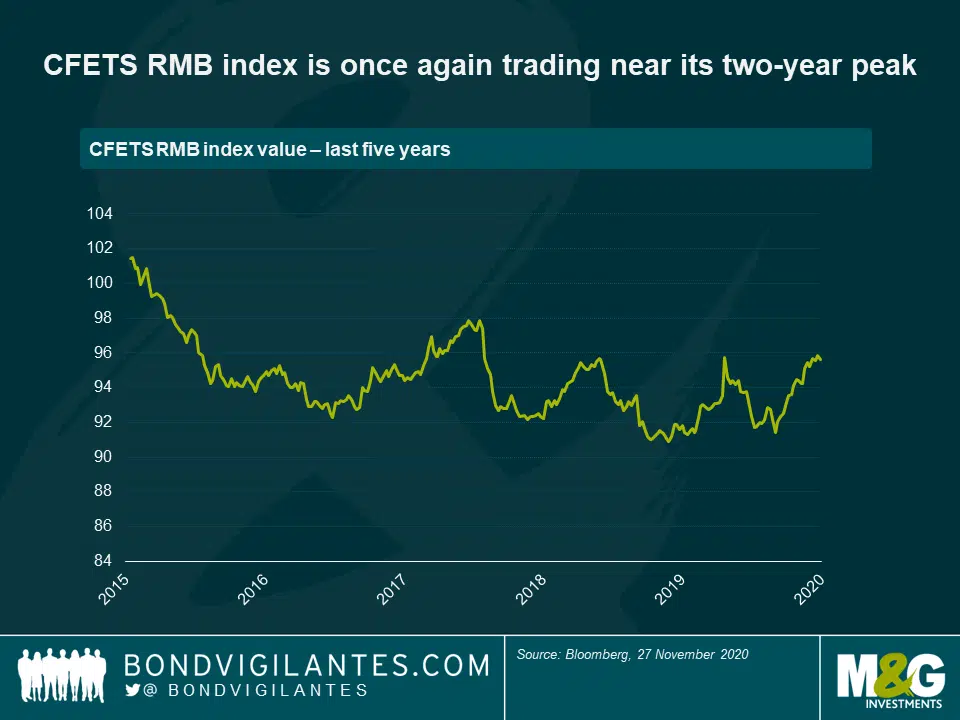 CFETS RMB index is once again trading near its two-year peak
CFETS RMB index value – last five years
104
102
100
98
96
94
92
90
88
86
84
2015
2016
2017
2018
2019
2020
BONDVIGILANTES.COM
@ BONDVIGILANTES
Source: Bloomberg, 27 November 2020
M&G
INVESTMENTS